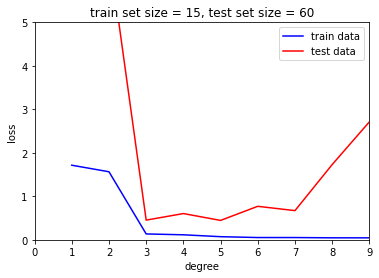 train set size = 15, test set size = 60
train data
test data
loss
5
4
3
2
1
0
0 1 2 3 4 5 6 7 8 9
degree